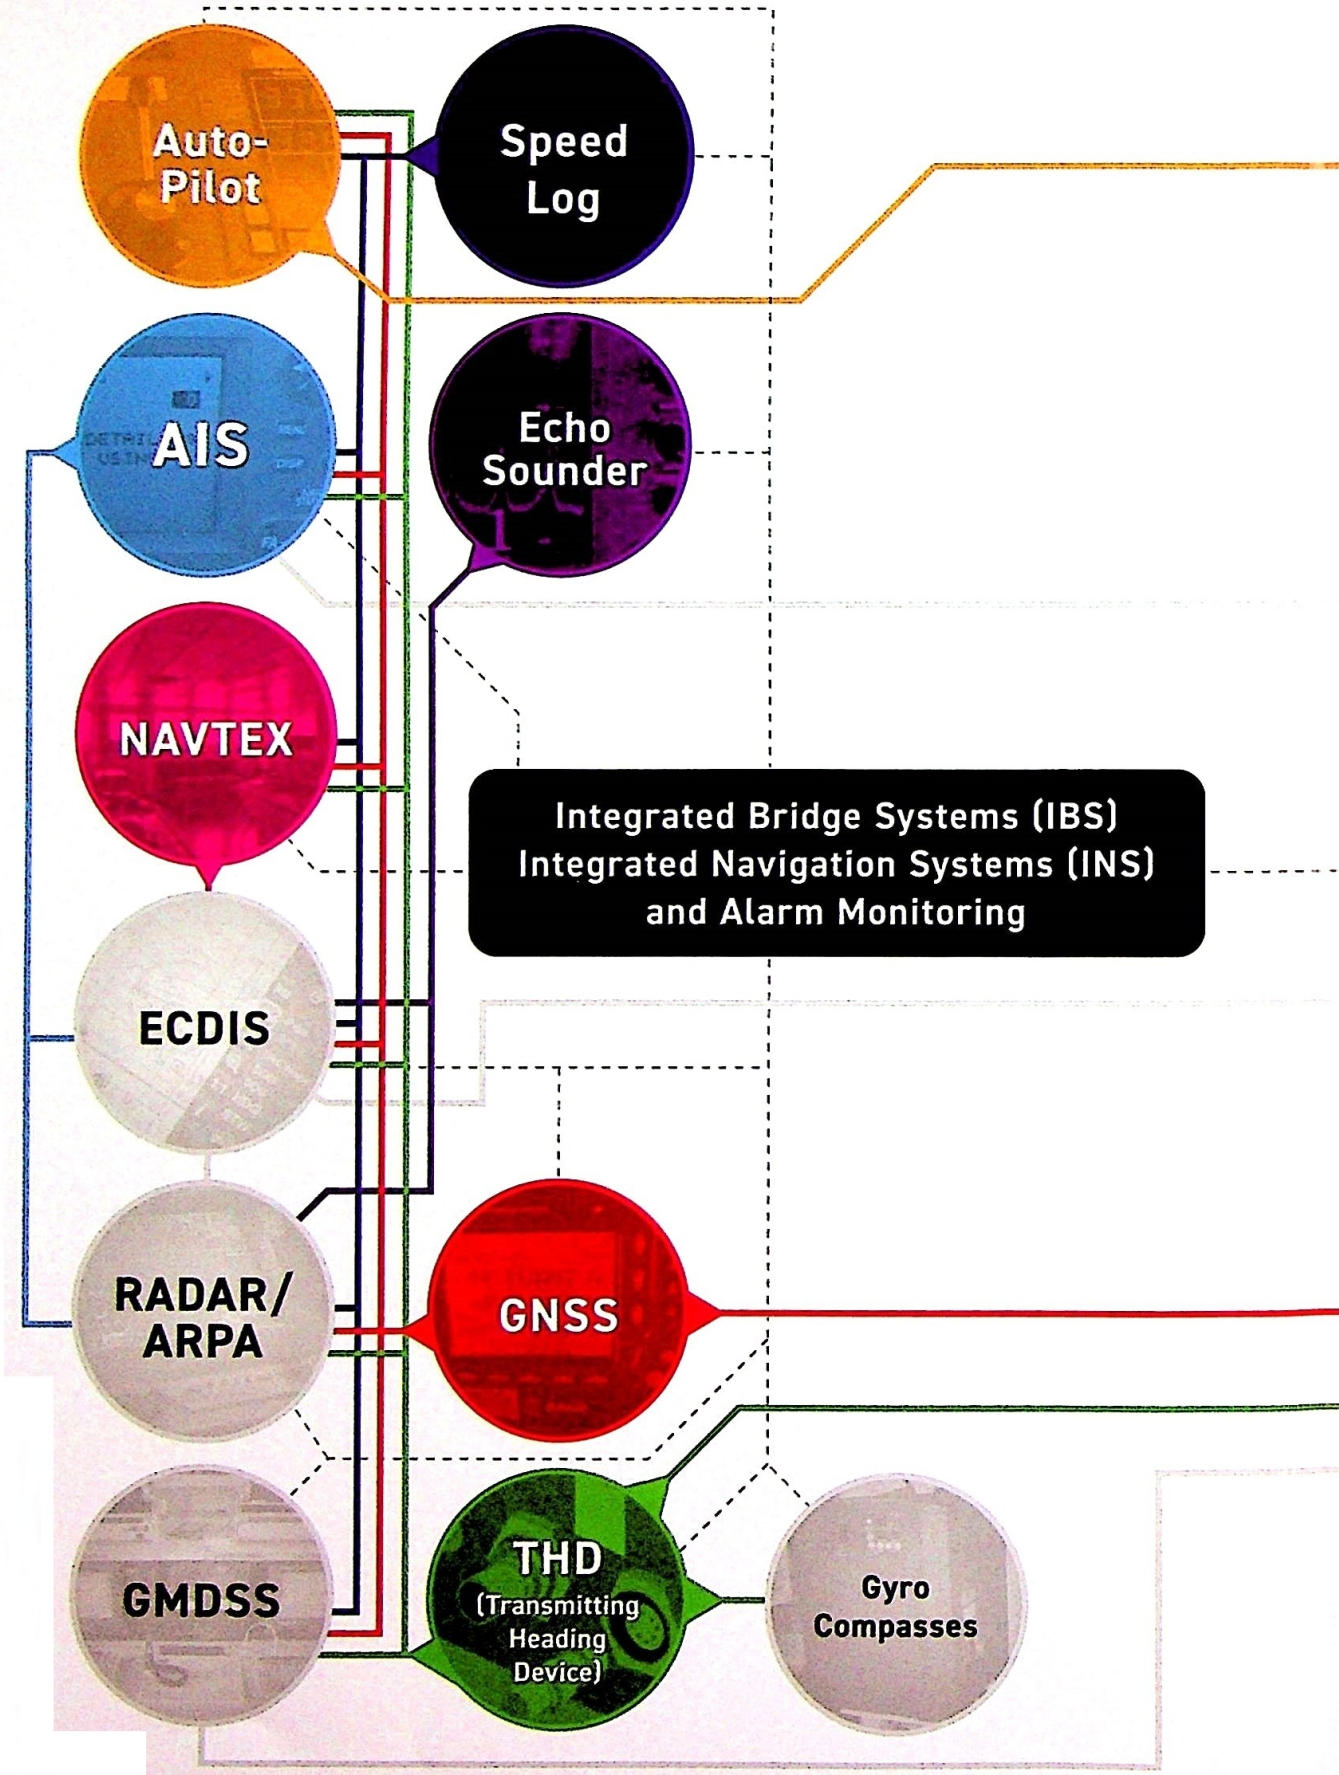 Auto-
Pilot
Speed
Log
AIS
Echo
Sounder
NAVTEX
Integrated Bridge Systems (IBS)
Integrated Navigation Systems (INS)
and Alarm Monitoring
ECDIS
RADAR/
ARPA
GNSS
GMDSS
THD
(Transmitting
Heading
Device)
Gyro
Compasses